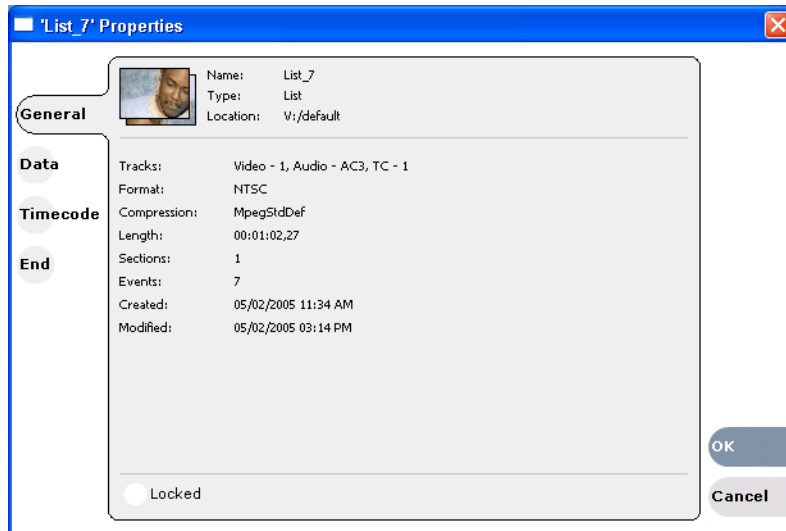 'List_7' Properties
General
Data
Timecode
End
Name: List_7
Type: List
Location: V:/default
Tracks: Video - 1, Audio - AC3, TC - 1
Format: NTSC
Compression: MpegStdDef
Length: 00:01:02,27
Sections: 1
Events: 7
Created: 05/02/2005 11:34 AM
Modified: 05/02/2005 03:14 PM
Locked
OK
Cancel